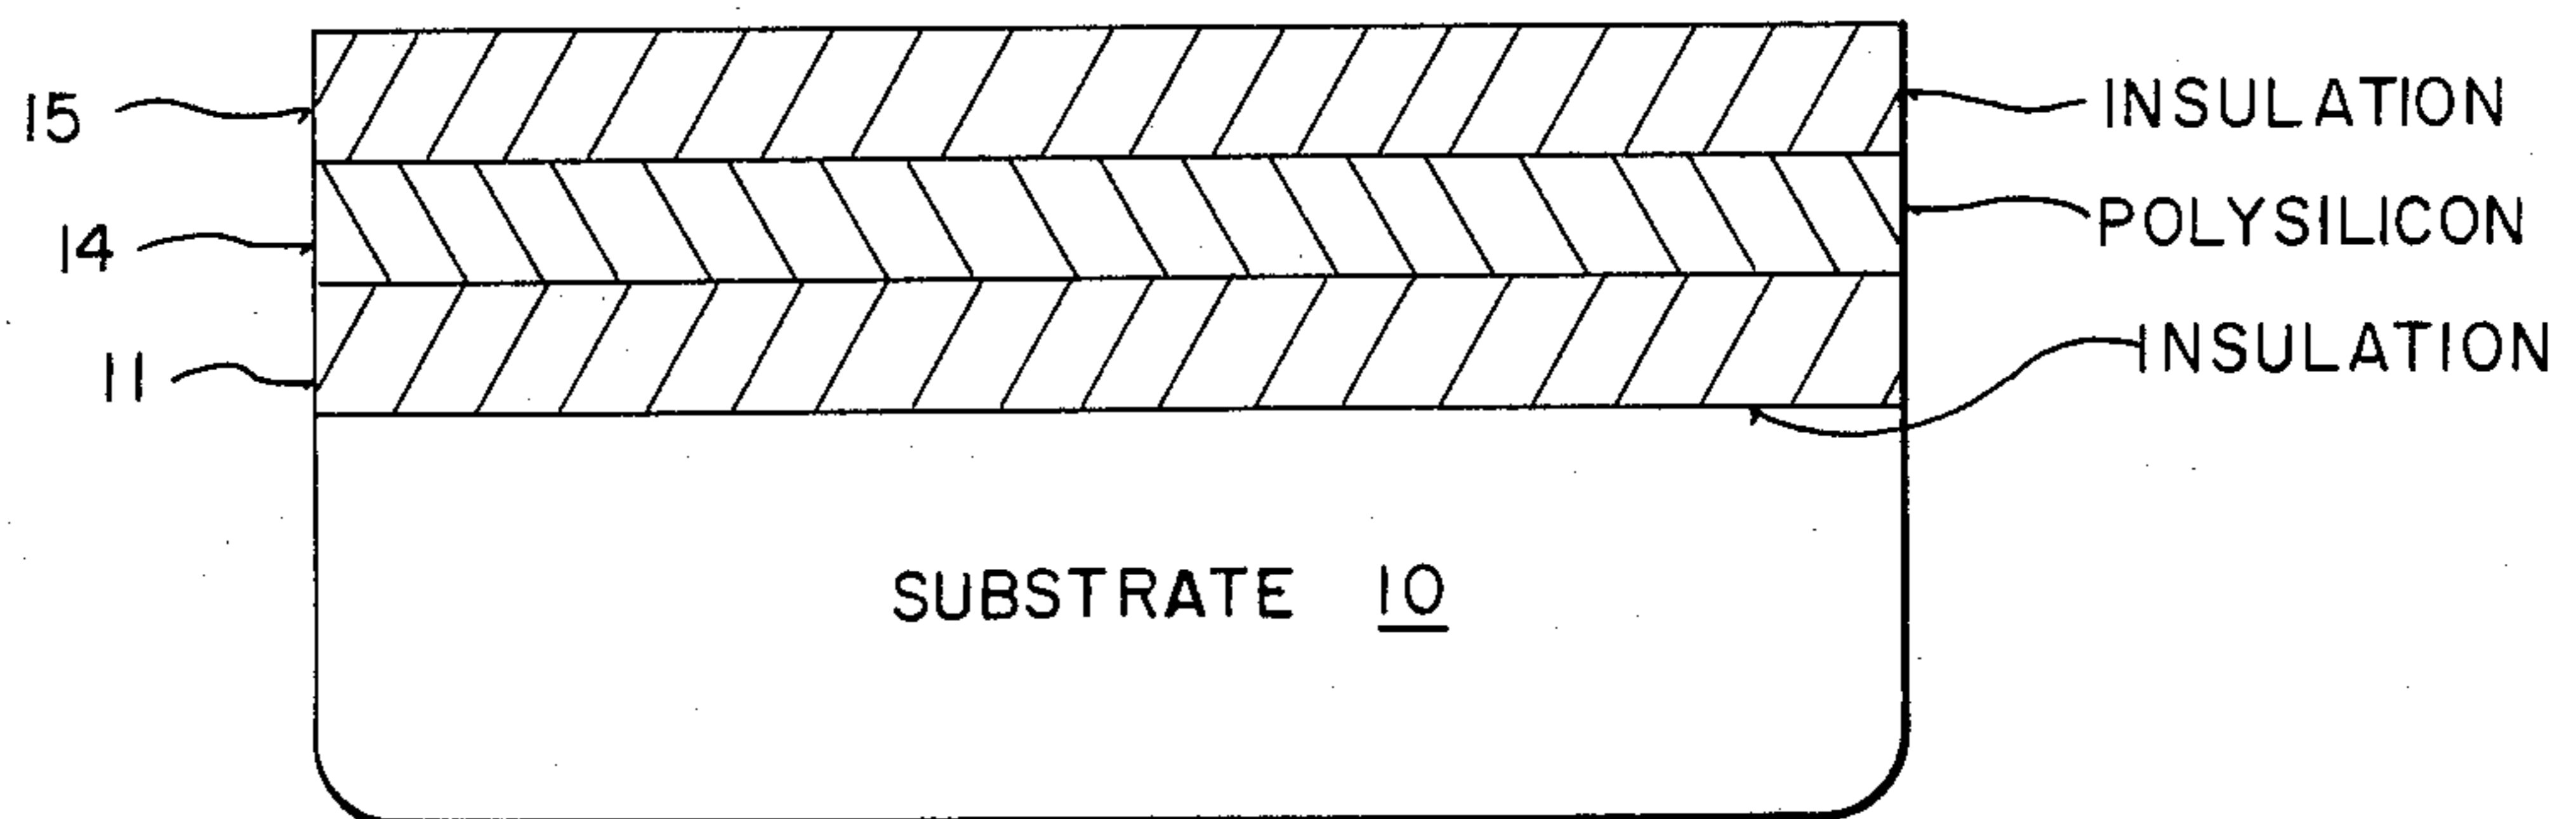 15
INSULATION
14
POLYSILICON
11
INSULATION
SUBSTRATE 10